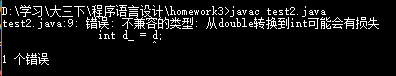 D:\学习\大三下\程序语言设计\homework3>javac test2.java
test2.java:9: 错误: 不兼容的类型: 从double转换到int可能会有损失
int d_ = d;
^
1 个错误